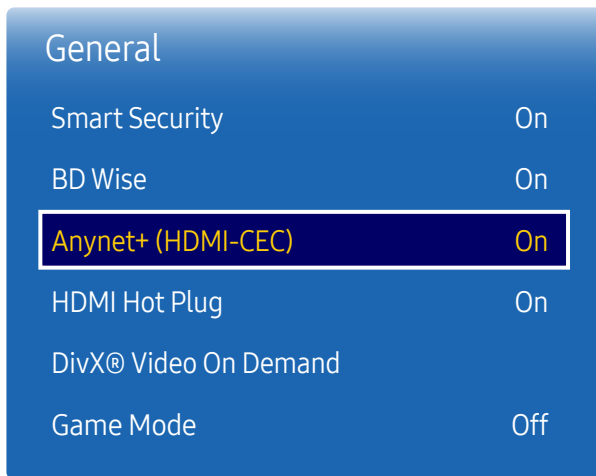 General
Smart Security On
BD Wise On
Anynet+ (HDMI-CEC) On
HDMI Hot Plug On
DivX® Video On Demand
Game Mode Off